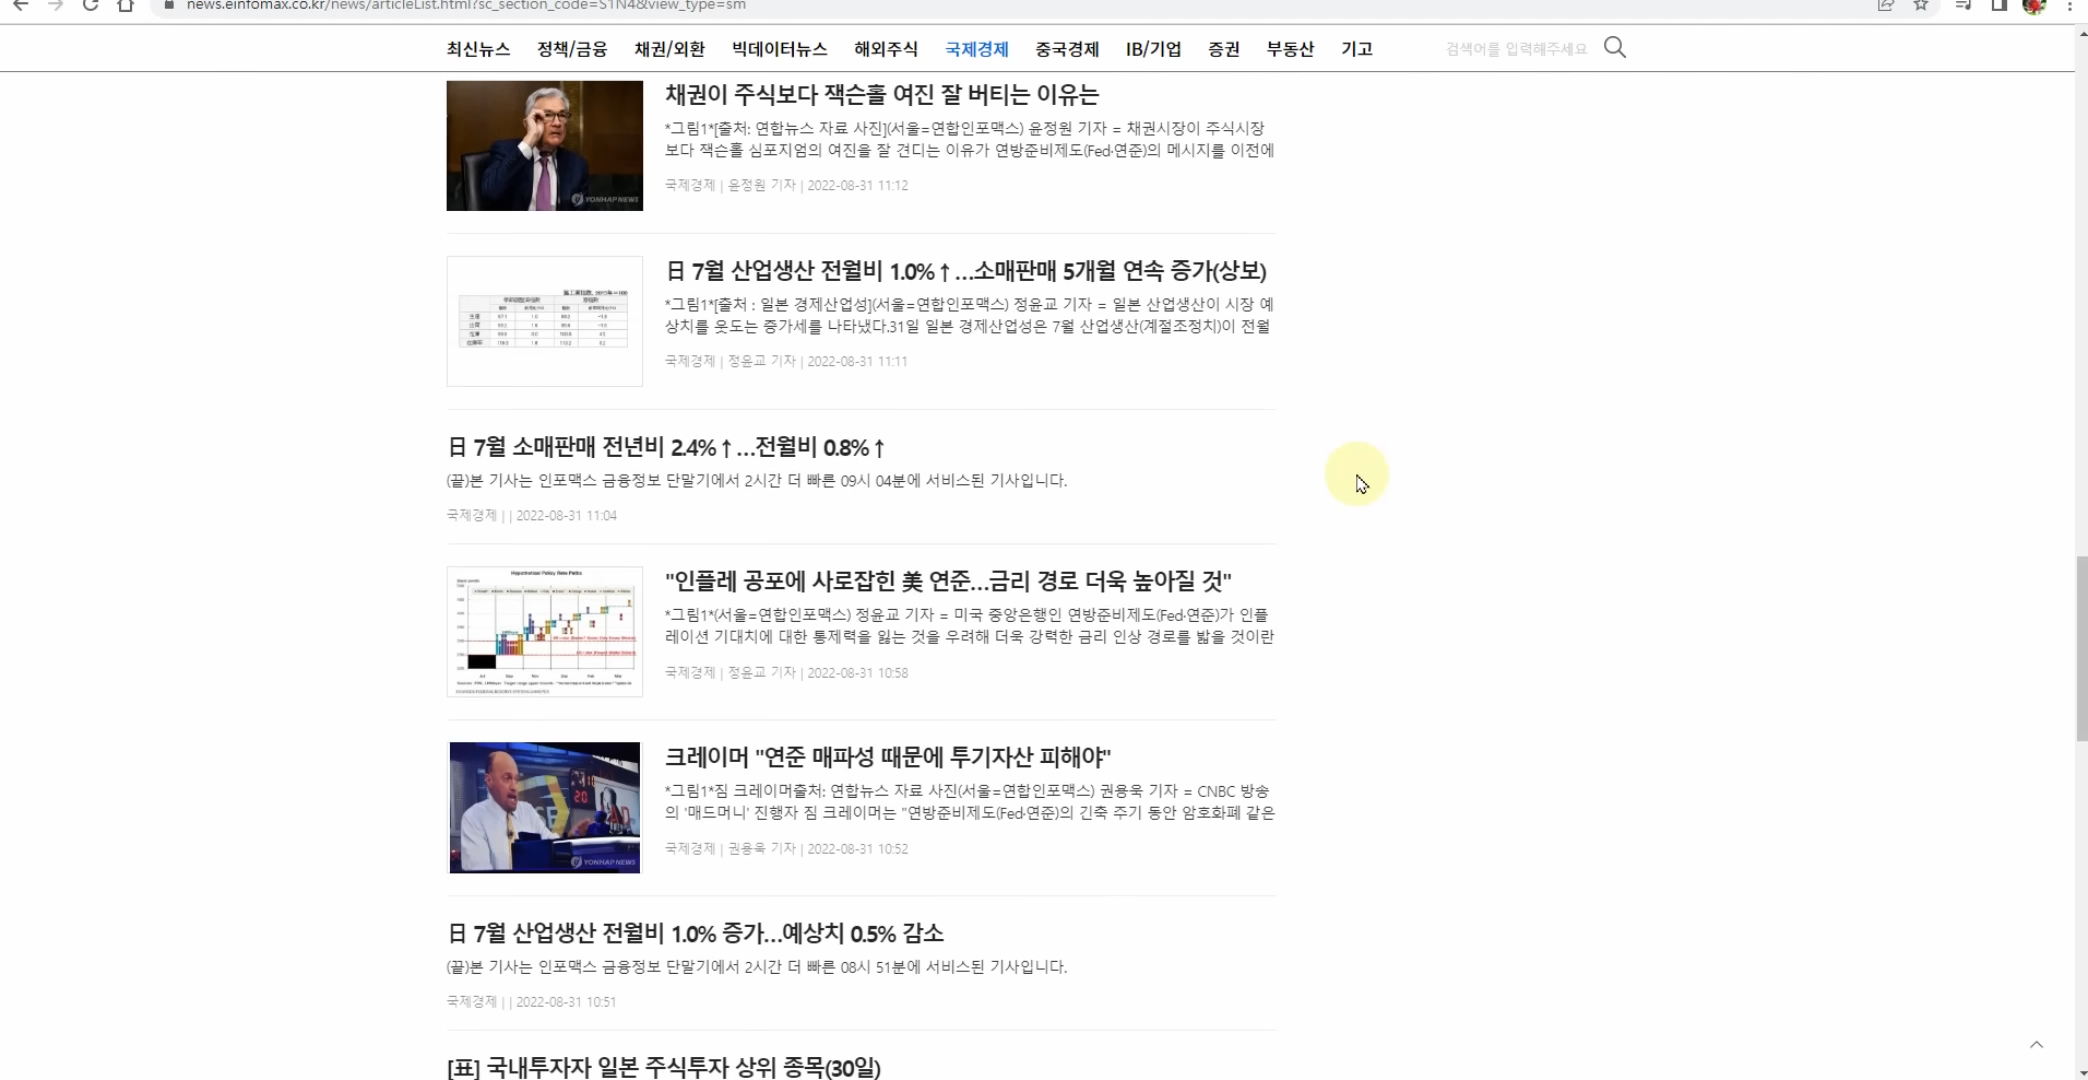 news.einfomax.co.kr/news/articleList.html?sc_section_code=S1N4&view_type=sm
최신뉴스 정책/금융 채권/외환 빅데이터뉴스 해외주식 국제경제 중국경제 IB/기업 증권 부동산 기고 검색어를 입력해주세요
채권이 주식보다 잭슨홀 여진 잘 버티는 이유는
*그림1*[출처: 연합뉴스 자료 사진](서울=연합인포맥스) 윤정원 기자 = 채권시장이 주식시장
보다 잭슨홀 심포지엄의 여진을 잘 견디는 이유가 연방준비제도(Fed·연준)의 메시지를 이전에
국제경제 | 윤정원 기자 | 2022-08-31 11:12
YONHAP NEWS
日 7월 산업생산 전월비 1.0%↑…소매판매 5개월 연속 증가(상보)
*그림1*[출처 : 일본 경제산업성](서울=연합인포맥스) 정윤교 기자 = 일본 산업생산이 시장 예
상치를 웃도는 증가세를 나타냈다.31일 일본 경제산업성은 7월 산업생산(계절조정치)이 전월
국제경제 | 정윤교 기자 | 2022-08-31 11:11
日 7월 소매판매 전년비 2.4%↑…전월비 0.8%↑
(끝)본 기사는 인포맥스 금융정보 단말기에서 2시간 더 빠른 09시 04분에 서비스된 기사입니다.
국제경제 | | 2022-08-31 11:04
Hypothetical Policy Rate Paths
"인플레 공포에 사로잡힌 美 연준…금리 경로 더욱 높아질 것"
*그림1*(서울=연합인포맥스) 정윤교 기자 = 미국 중앙은행인 연방준비제도(Fed·연준)가 인플
레이션 기대치에 대한 통제력을 잃는 것을 우려해 더욱 강력한 금리 인상 경로를 밟을 것이란
국제경제 | 정윤교 기자 | 2022-08-31 10:58
크레이머 "연준 매파성 때문에 투기자산 피해야"
*그림1*짐 크레이머출처: 연합뉴스 자료 사진(서울=연합인포맥스) 권용욱 기자 = CNBC 방송
의 '매드머니' 진행자 짐 크레이머는 "연방준비제도(Fed·연준)의 긴축 주기 동안 암호화폐 같은
국제경제 | 권용욱 기자 | 2022-08-31 10:52
YONHAP NEWS
日 7월 산업생산 전월비 1.0% 증가…예상치 0.5% 감소
(끝)본 기사는 인포맥스 금융정보 단말기에서 2시간 더 빠른 08시 51분에 서비스된 기사입니다.
국제경제 | | 2022-08-31 10:51
[표] 국내투자자 일본 주식투자 상위 종목(30일)